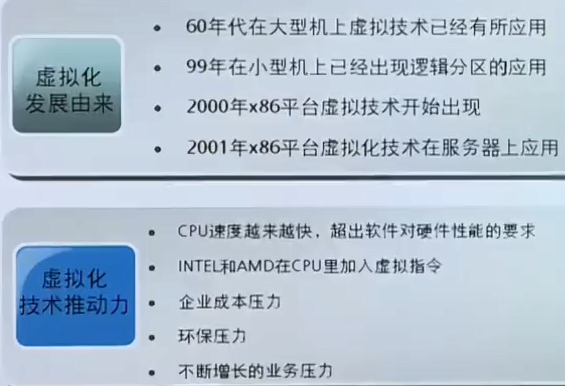 虚拟化
发展由来
60年代在大型机上虚拟技术已经有所应用
99年在小型机上已经出现逻辑分区的应用
2000年x86平台虚拟技术开始出现
2001年x86平台虚拟化技术在服务器上应用
虚拟化
技术推动力
CPU速度越来越快，超出软件对硬件性能的要求
INTEL和AMD在CPU里加入虚拟指令
企业成本压力
环保压力
不断增长的业务压力